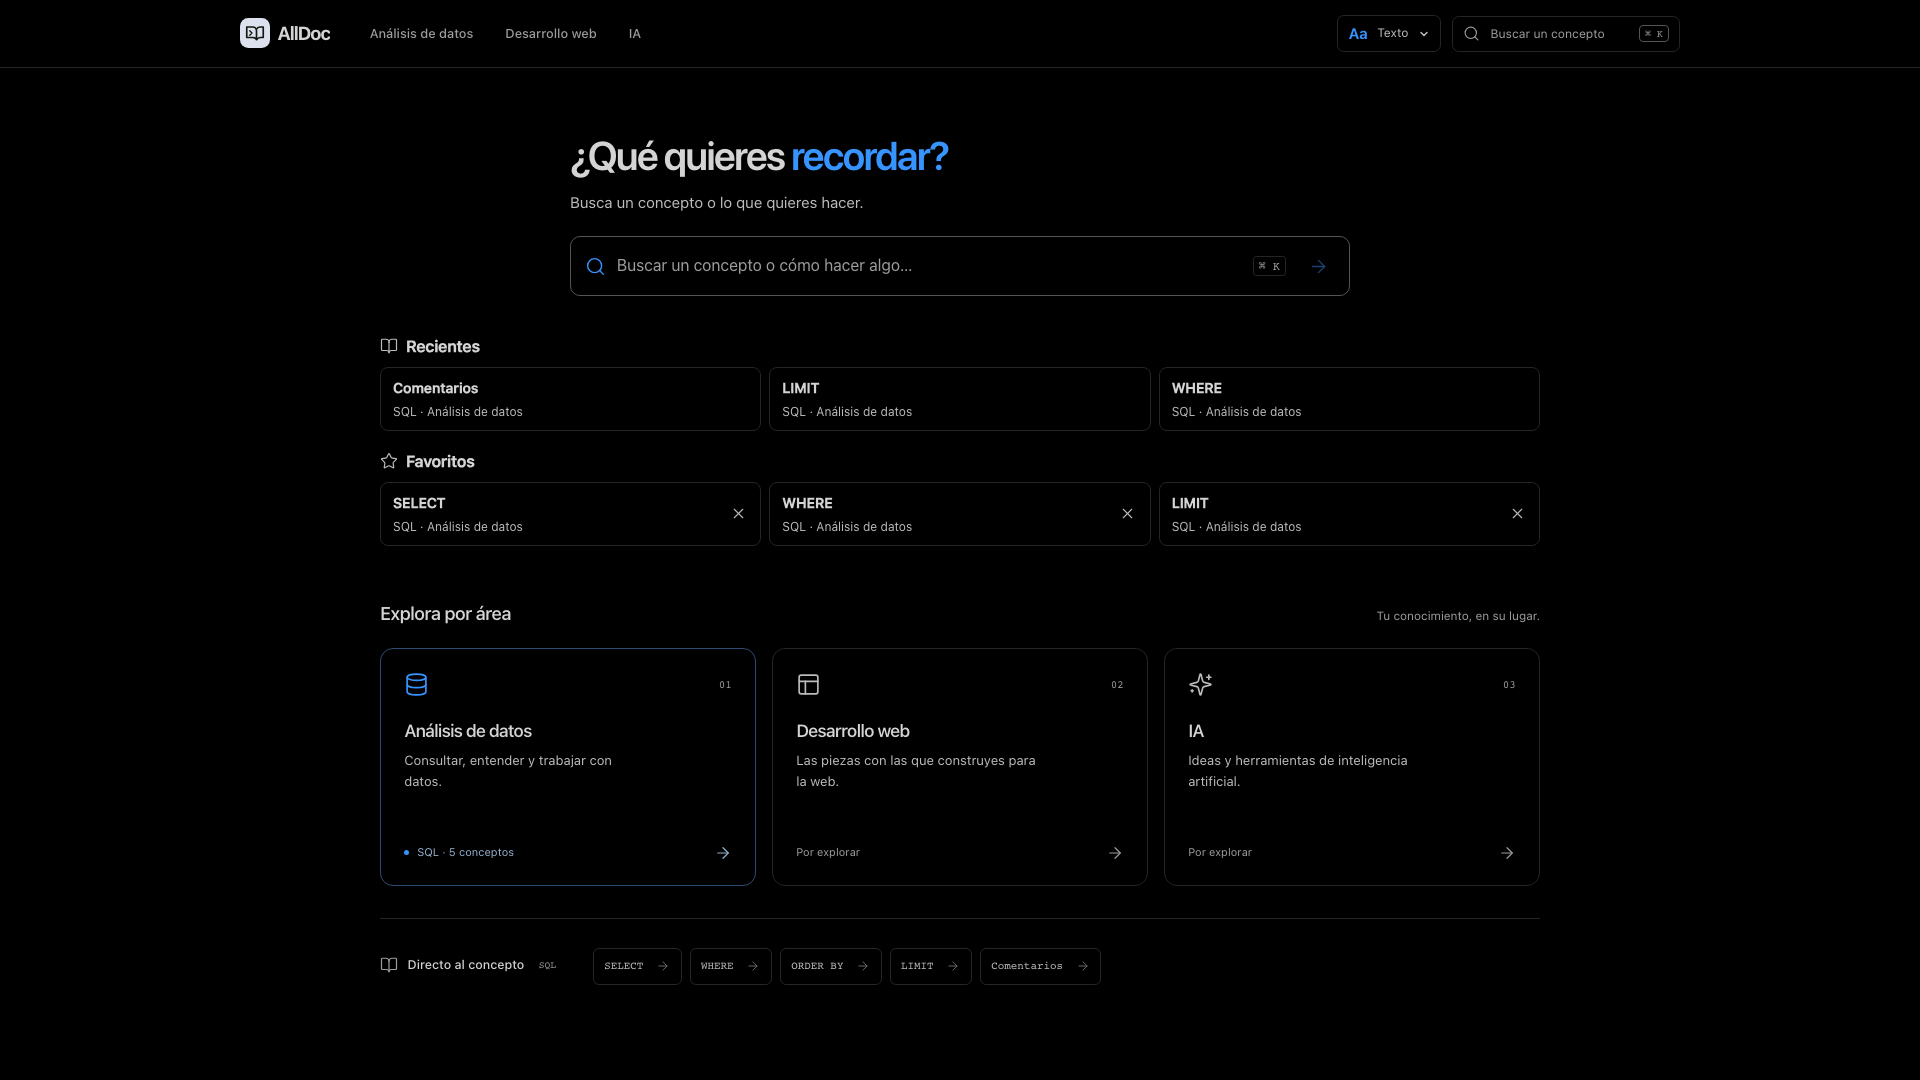 AllDoc
Análisis de datos
Desarrollo web
IA
Aa Texto
Buscar un concepto
⌘ K
¿Qué quieres recordar?
Busca un concepto o lo que quieres hacer.
Buscar un concepto o cómo hacer algo...
⌘ K
Recientes
Comentarios
SQL · Análisis de datos
LIMIT
SQL · Análisis de datos
WHERE
SQL · Análisis de datos
Favoritos
SELECT
SQL · Análisis de datos
WHERE
SQL · Análisis de datos
LIMIT
SQL · Análisis de datos
Explora por área
Tu conocimiento, en su lugar.
01
Análisis de datos
Consultar, entender y trabajar con
datos.
SQL · 5 conceptos
02
Desarrollo web
Las piezas con las que construyes para
la web.
Por explorar
03
IA
Ideas y herramientas de inteligencia
artificial.
Por explorar
Directo al concepto SQL
SELECT
WHERE
ORDER BY
LIMIT
Comentarios